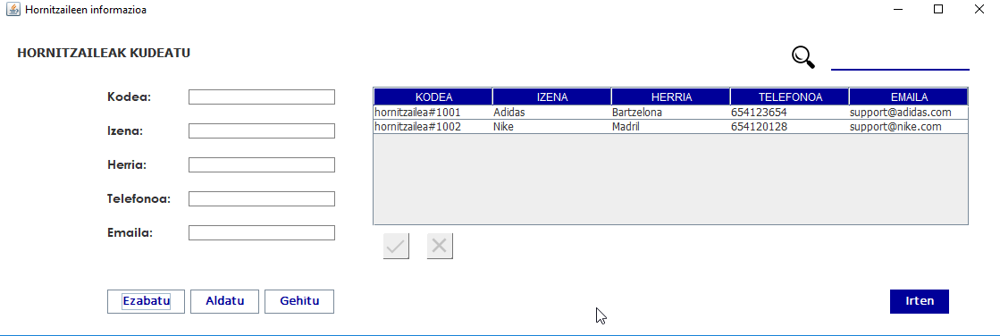 Hornitzaileen informazioa
HORNITZAILEAK KUDEATU
Kodea:
Izena:
Herria:
Telefonoa:
Emaila:
KODEA IZENA HERRIA TELEFONOA EMAILA
hornitzailea#1001 Adidas Bartzelona 654123654 support@adidas.com
hornitzailea#1002 Nike Madril 654120128 support@nike.com
Ezabatu Aldatu Gehitu Irten